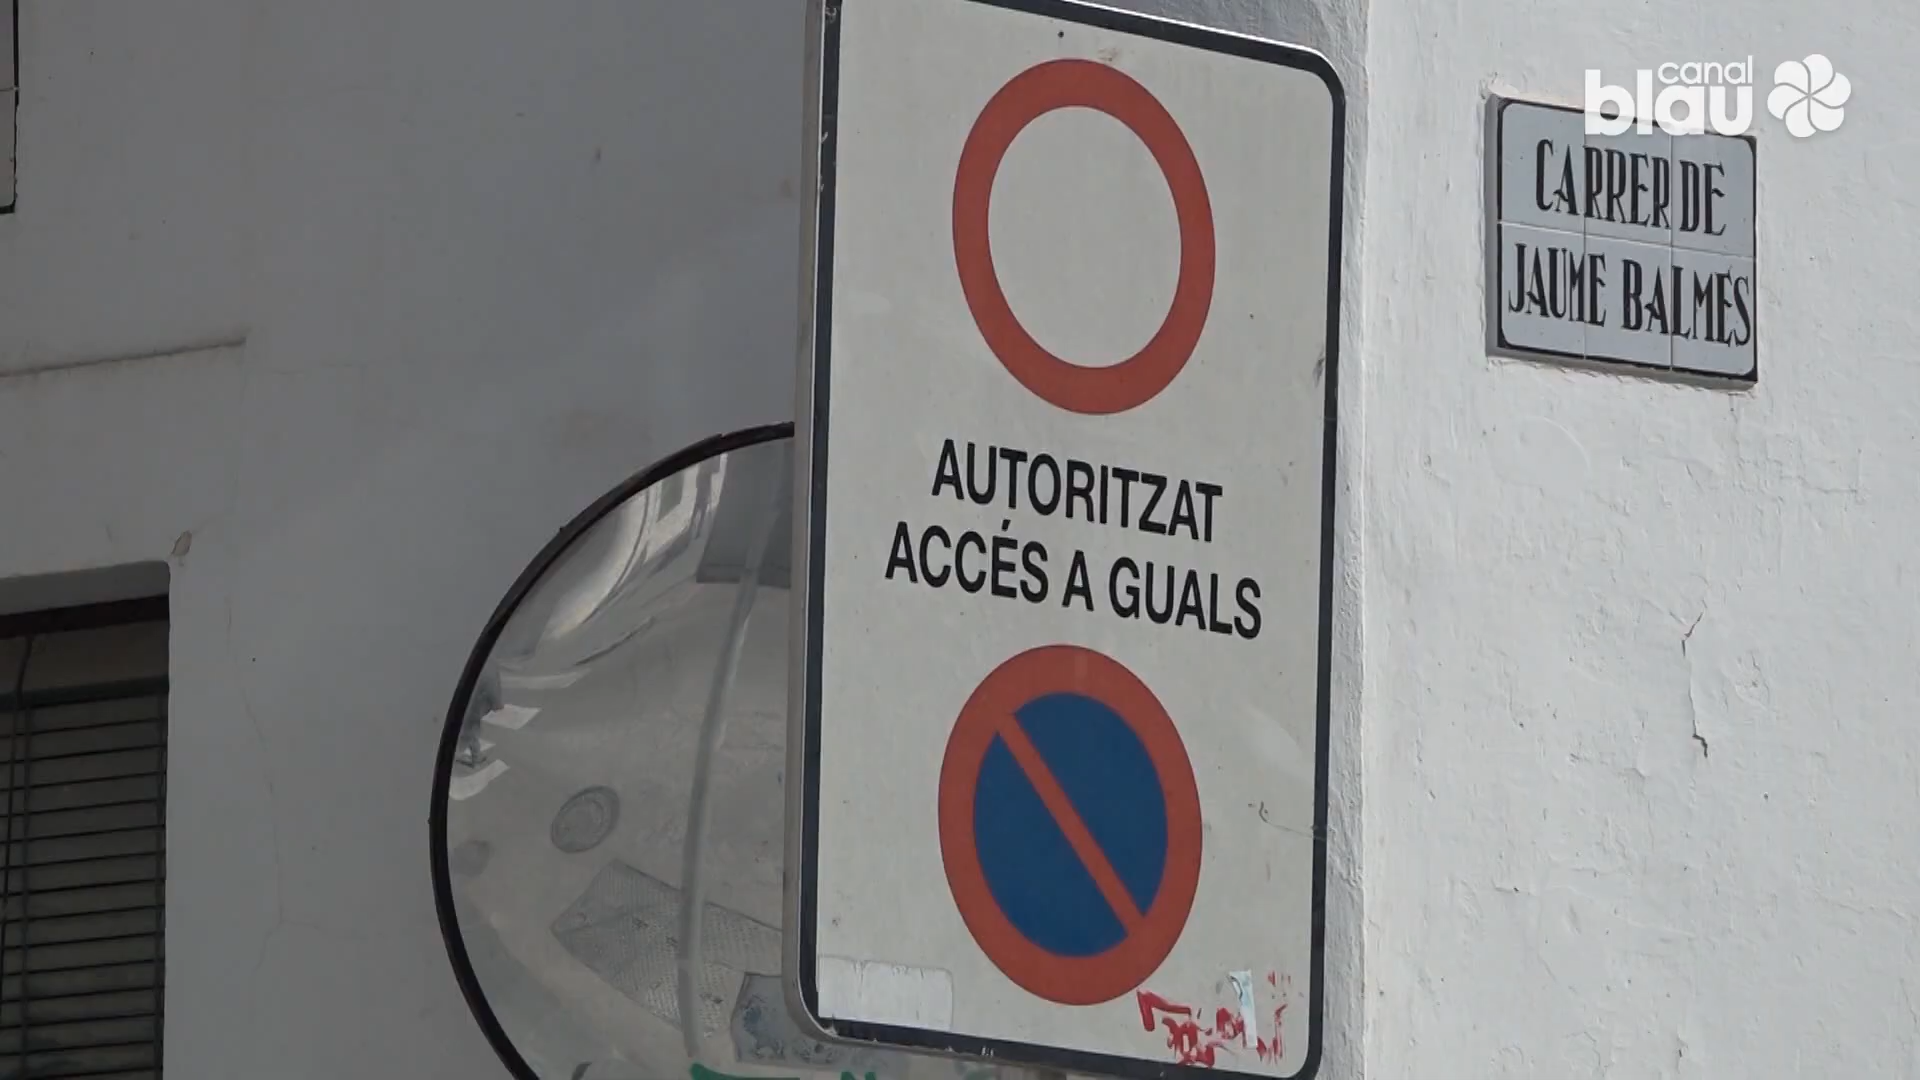 canal
blau
CARRER DE
JAUME BALMES
AUTORITZAT
ACCÉS A GUALS